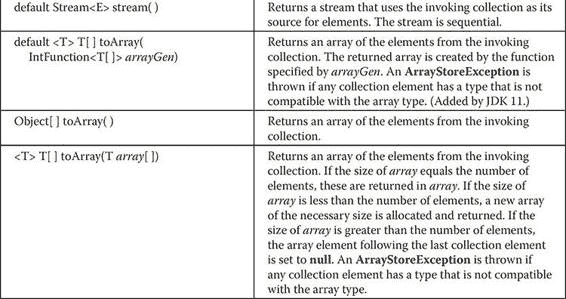 default Stream<E> stream( )
Returns a stream that uses the invoking collection as its
source for elements. The stream is sequential.
default <T> T[ ] toArray(
IntFunction<T[ ]> arrayGen)
Returns an array of the elements from the invoking
collection. The returned array is created by the function
specified by arrayGen. An ArrayStoreException is
thrown if any collection element has a type that is not
compatible with the array type. (Added by JDK 11.)
Object[ ] toArray( )
Returns an array of the elements from the invoking
collection.
<T> T[ ] toArray(T array[ ])
Returns an array of the elements from the invoking
collection. If the size of array equals the number of
elements, these are returned in array. If the size of
array is less than the number of elements, a new array
of the necessary size is allocated and returned. If the
size of array is greater than the number of elements,
the array element following the last collection element
is set to null. An ArrayStoreException is thrown if
any collection element has a type that is not compatible
with the array type.